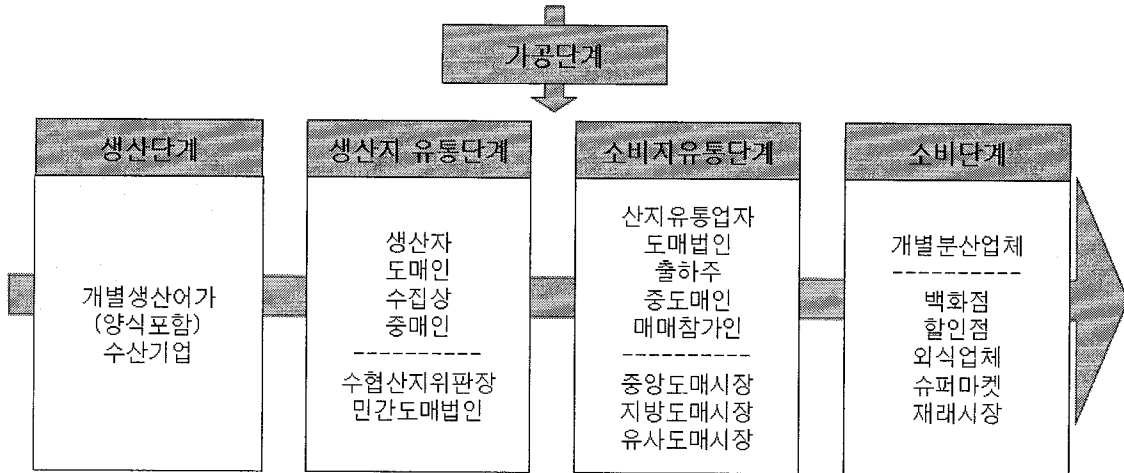 가공단계
생산단계
개별생산어가
(양식포함)
수산기업
생산지 유통단계
생산자
도매인
수집상
중매인
----------
수협산지위판장
민간도매법인
소비지유통단계
산지유통업자
도매법인
출하주
중도매인
매매참가인
----------
중앙도매시장
지방도매시장
유사도매시장
소비단계
개별분산업체
----------
백화점
할인점
외식업체
슈퍼마켓
재래시장